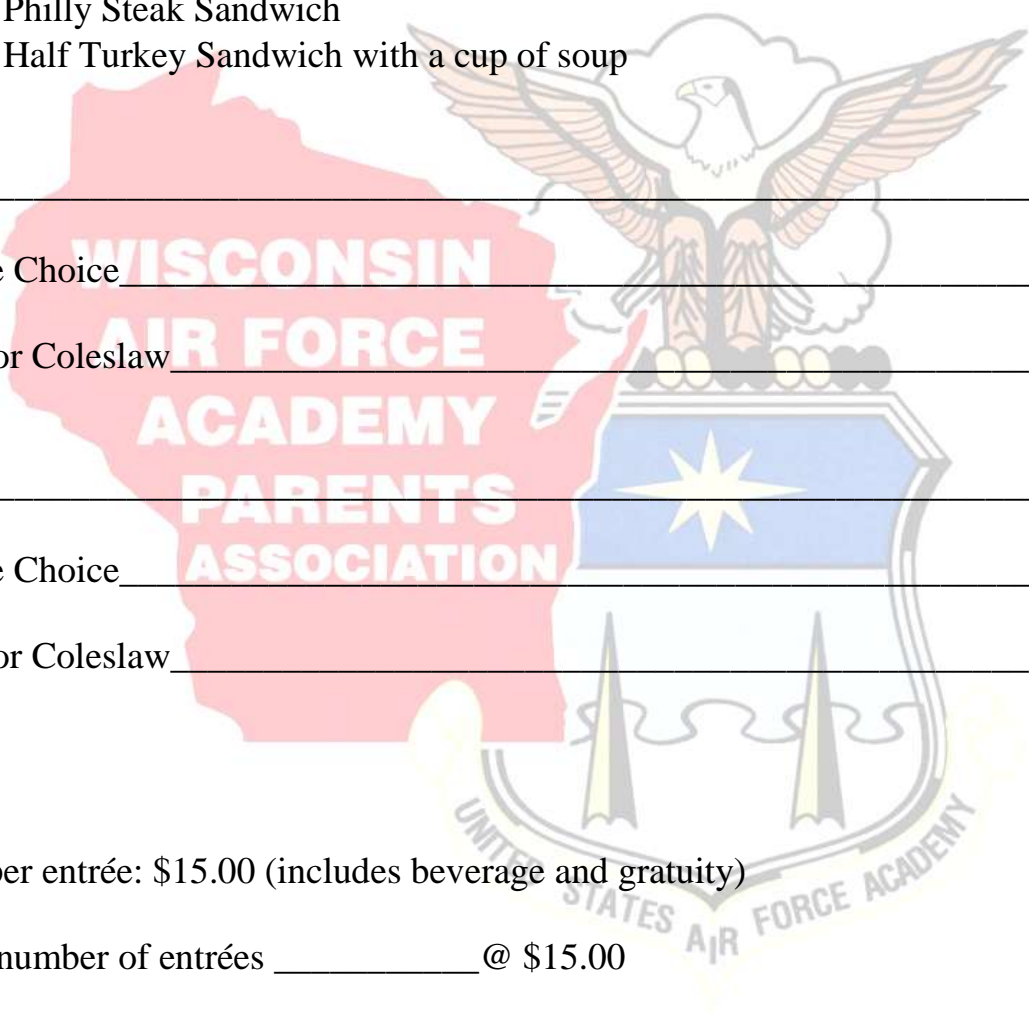 Philly Steak Sandwich
Half Turkey Sandwich with a cup of soup
e Choice
or Coleslaw
e Choice
or Coleslaw
per entrée: $15.00 (includes beverage and gratuity)
number of entrées ___________@ $15.00
WISCONSIN
AIR FORCE
ACADEMY
PARENTS
ASSOCIATION
UNITED STATES AIR FORCE ACADEMY